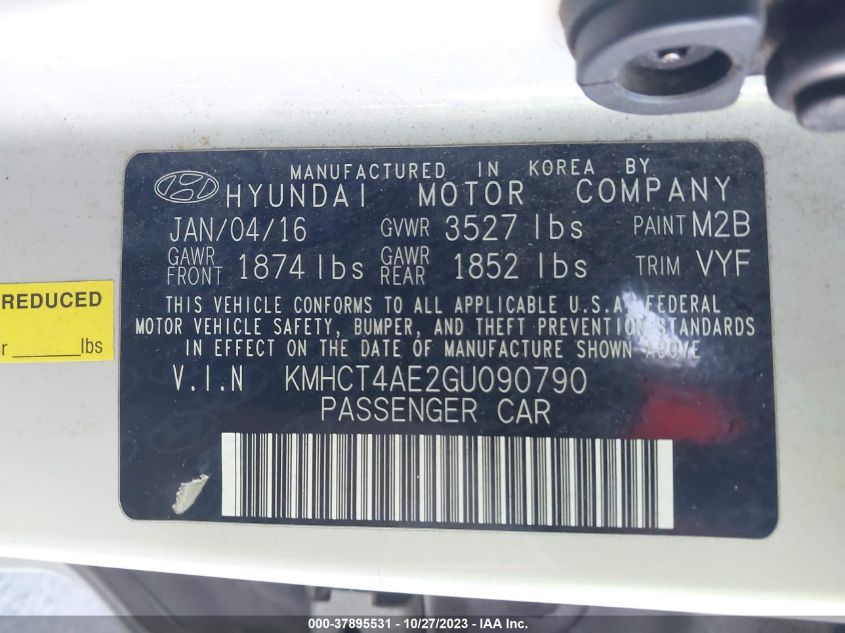 MANUFACTURED IN KOREA BY
HYUNDAI MOTOR COMPANY
JAN/04/16 GVWR 3527 lbs PAINT M2B
GAWR FRONT 1874 lbs GAWR REAR 1852 lbs TRIM VYF
THIS VEHICLE CONFORMS TO ALL APPLICABLE U.S.A. FEDERAL
MOTOR VEHICLE SAFETY, BUMPER, AND THEFT PREVENTION STANDARDS
IN EFFECT ON THE DATE OF MANUFACTURE SHOWN ABOVE
V.I.N KMHCT4AE2GU090790
PASSENGER CAR
REDUCED
or ______lbs
000-37895531 - 10/27/2023 - IAAI Inc.